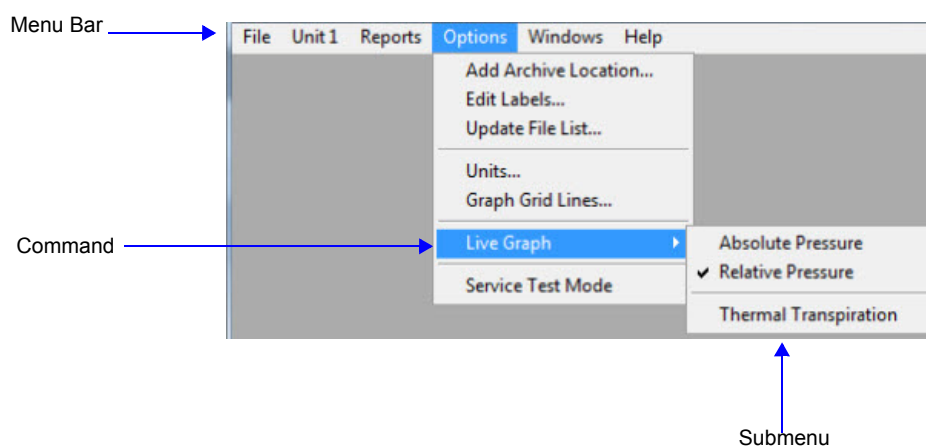 Menu Bar
File Unit 1 Reports Options Windows Help
Add Archive Location...
Edit Labels...
Update File List...
Units...
Graph Grid Lines...
Command
Live Graph
Absolute Pressure
Relative Pressure
Service Test Mode
Thermal Transpiration
Submenu